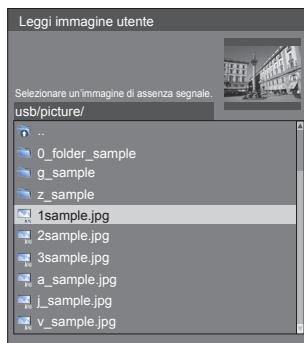 Leggi immagine utente
Selezionare un'immagine di assenza segnale.
usb/picture/
..
0_folder_sample
g_sample
z_sample
1sample.jpg
2sample.jpg
3sample.jpg
a_sample.jpg
j_sample.jpg
v_sample.jpg